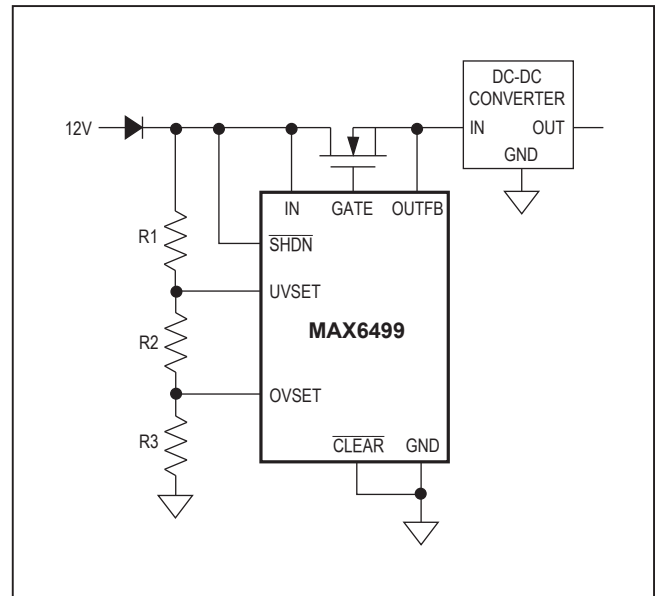 DC-DC
CONVERTER
12V
IN OUT
GND
IN GATE OUTFB
R1
SHDN
UVSET
R2
MAX6499
OVSET
R3
CLEAR GND